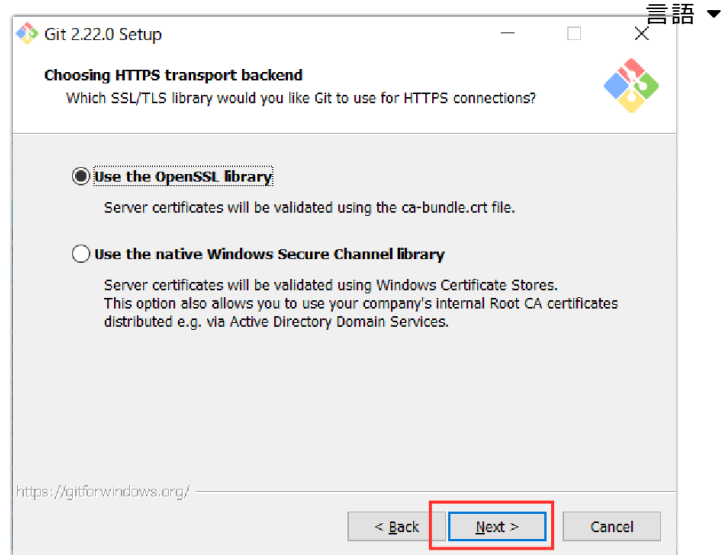 言語 ▼
Git 2.22.0 Setup
Choosing HTTPS transport backend
Which SSL/TLS library would you like Git to use for HTTPS connections?
Use the OpenSSL library
Server certificates will be validated using the ca-bundle.crt file.
Use the native Windows Secure Channel library
Server certificates will be validated using Windows Certificate Stores.
This option also allows you to use your company's internal Root CA certificates
distributed e.g. via Active Directory Domain Services.
https://gitforwindows.org/
< Back Next > Cancel